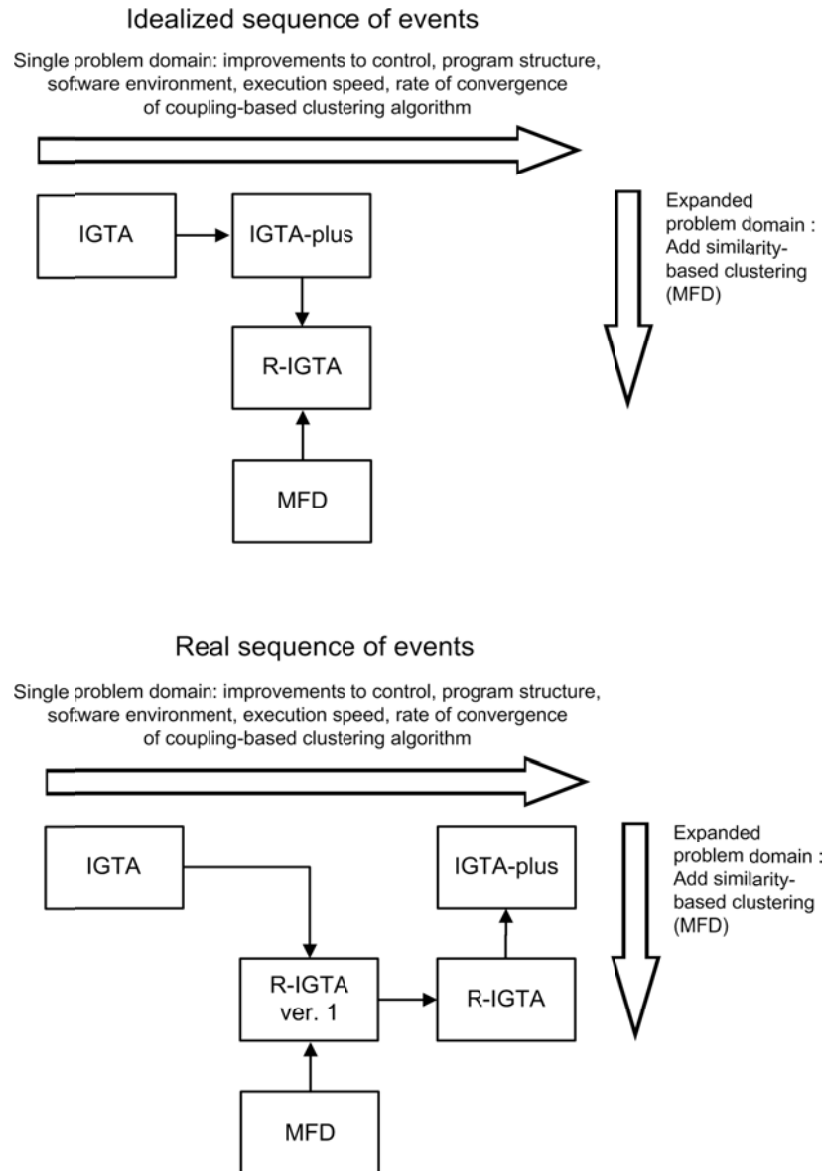 Idealized sequence of events
Single problem domain: improvements to control, program structure,
software environment, execution speed, rate of convergence
of coupling-based clustering algorithm
IGTA
IGTA-plus
Expanded
problem domain :
Add similarity-
based clustering
(MFD)
R-IGTA
MFD
Real sequence of events
Single problem domain: improvements to control, program structure,
software environment, execution speed, rate of convergence
of coupling-based clustering algorithm
IGTA
IGTA-plus
Expanded
problem domain :
Add similarity-
based clustering
(MFD)
R-IGTA
ver. 1
R-IGTA
MFD